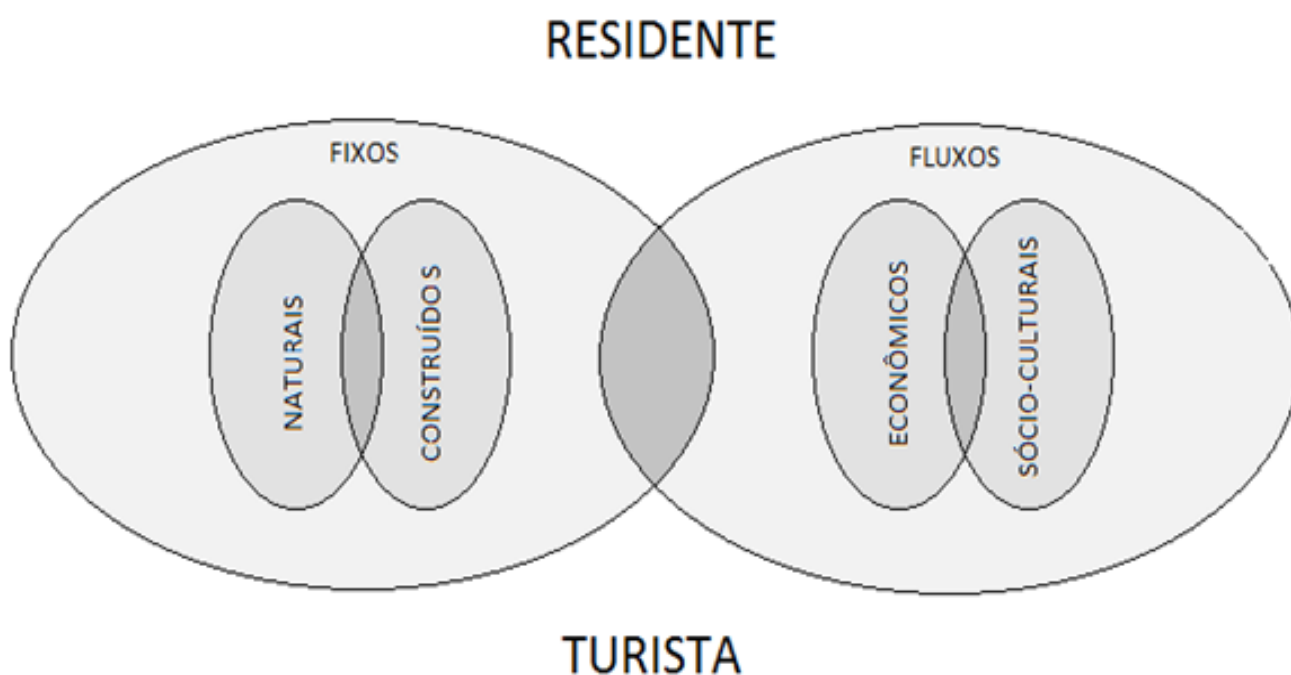 RESIDENTE
FIXOS
FLUXOS
NATURAIS
CONSTRUÍDOS
ECONÔMICOS
SÓCIO-CULTURAIS
TURISTA